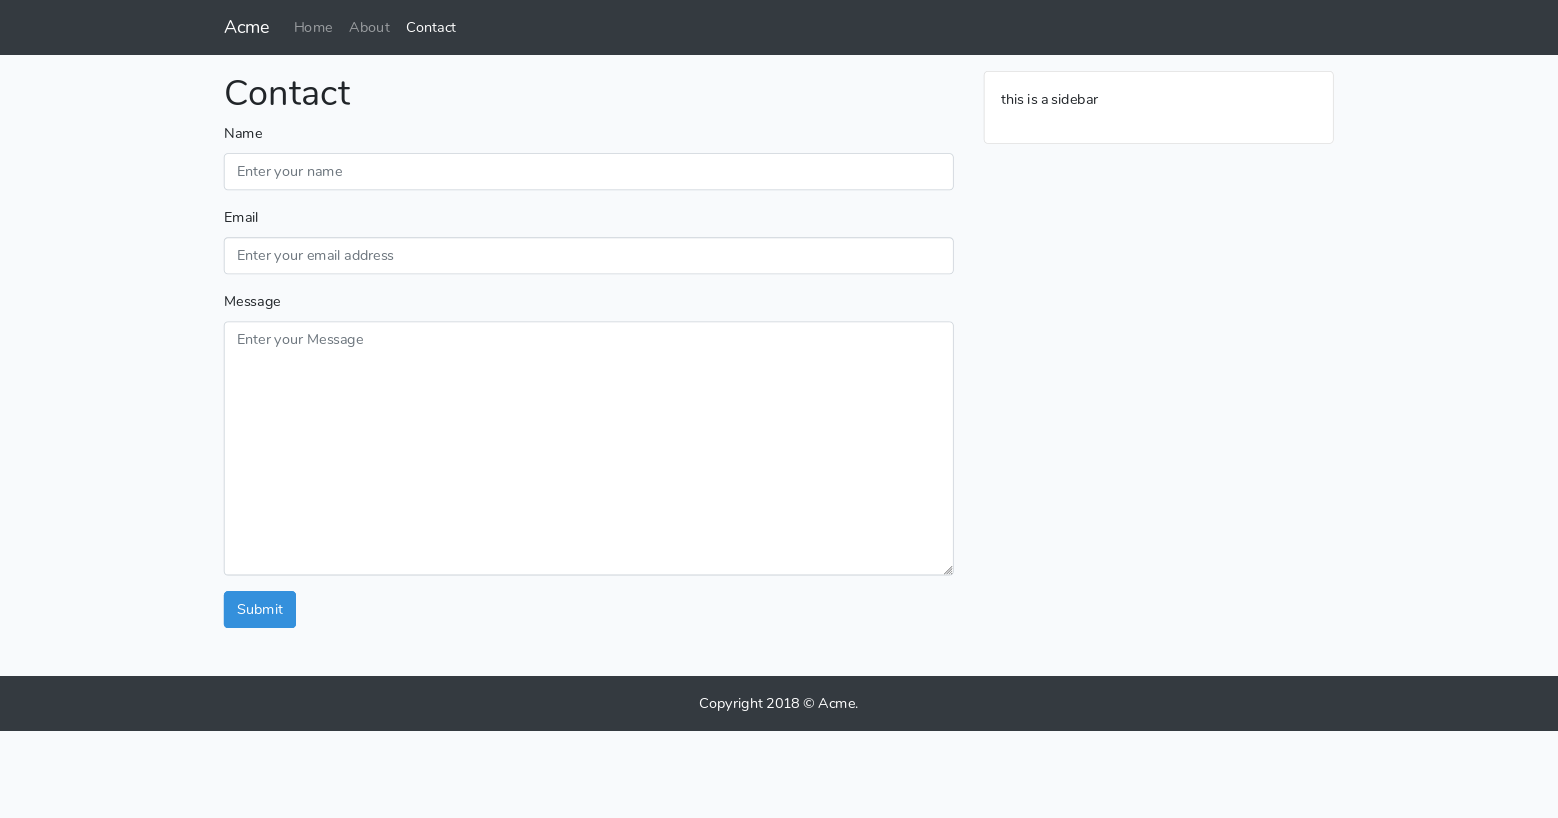 Acme Home About Contact
Contact
Name
Enter your name
Email
Enter your email address
Message
Enter your Message
Submit
this is a sidebar
Copyright 2018 © Acme.